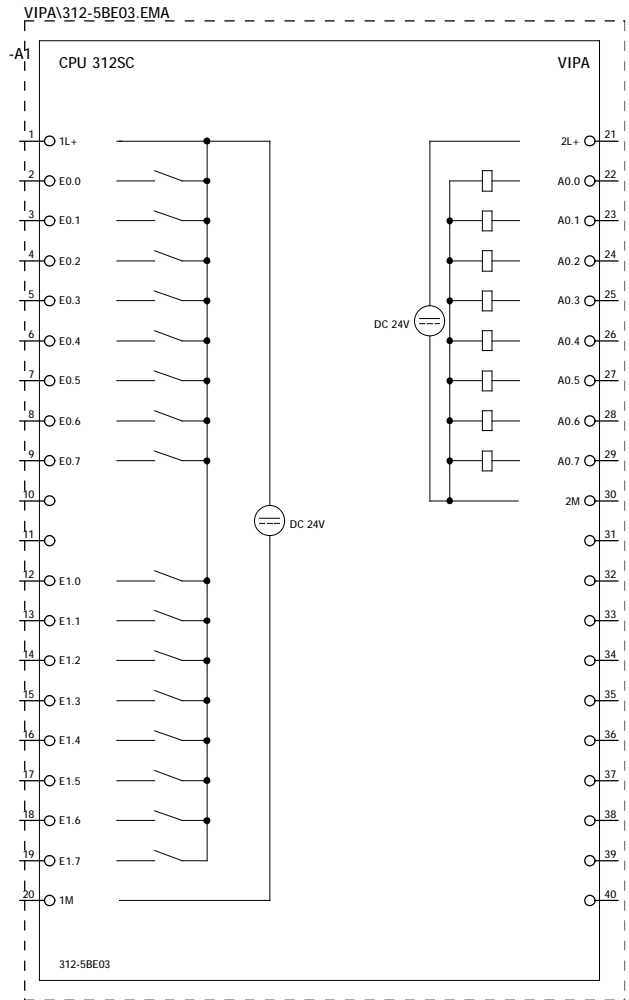 VIPA\312-5BE03.EMA
-A1
CPU 312SC VIPA
1 1L+ 2L+ 21
2 E0.0 A0.0 22
3 E0.1 A0.1 23
4 E0.2 A0.2 24
5 E0.3 A0.3 25
DC 24V
6 E0.4 A0.4 26
7 E0.5 A0.5 27
8 E0.6 A0.6 28
9 E0.7 A0.7 29
10 2M 30
DC 24V
11 31
12 E1.0 32
13 E1.1 33
14 E1.2 34
15 E1.3 35
16 E1.4 36
17 E1.5 37
18 E1.6 38
19 E1.7 39
20 1M 40
312-5BE03